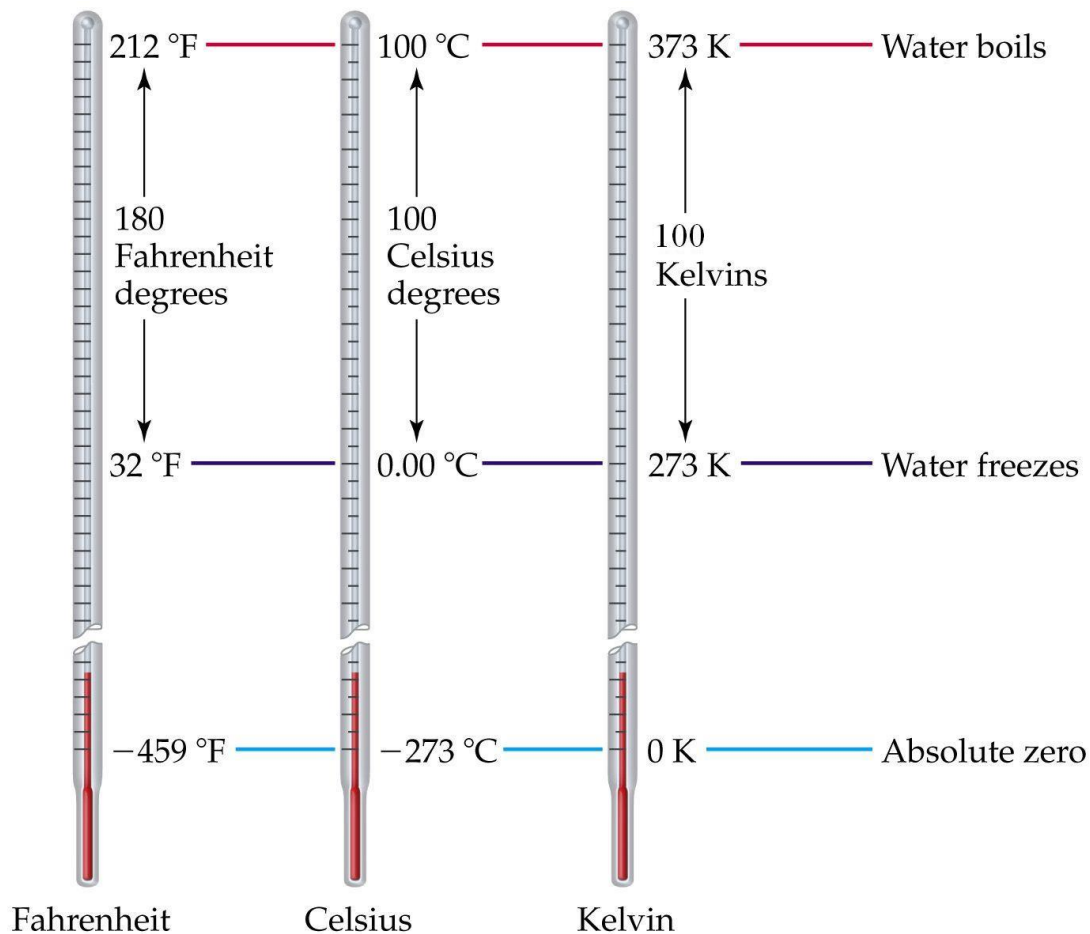 212 °F 100 °C 373 K Water boils
180
Fahrenheit
degrees
100
Celsius
degrees
100
Kelvins
32 °F 0.00 °C 273 K Water freezes
−459 °F −273 °C 0 K Absolute zero
Fahrenheit Celsius Kelvin